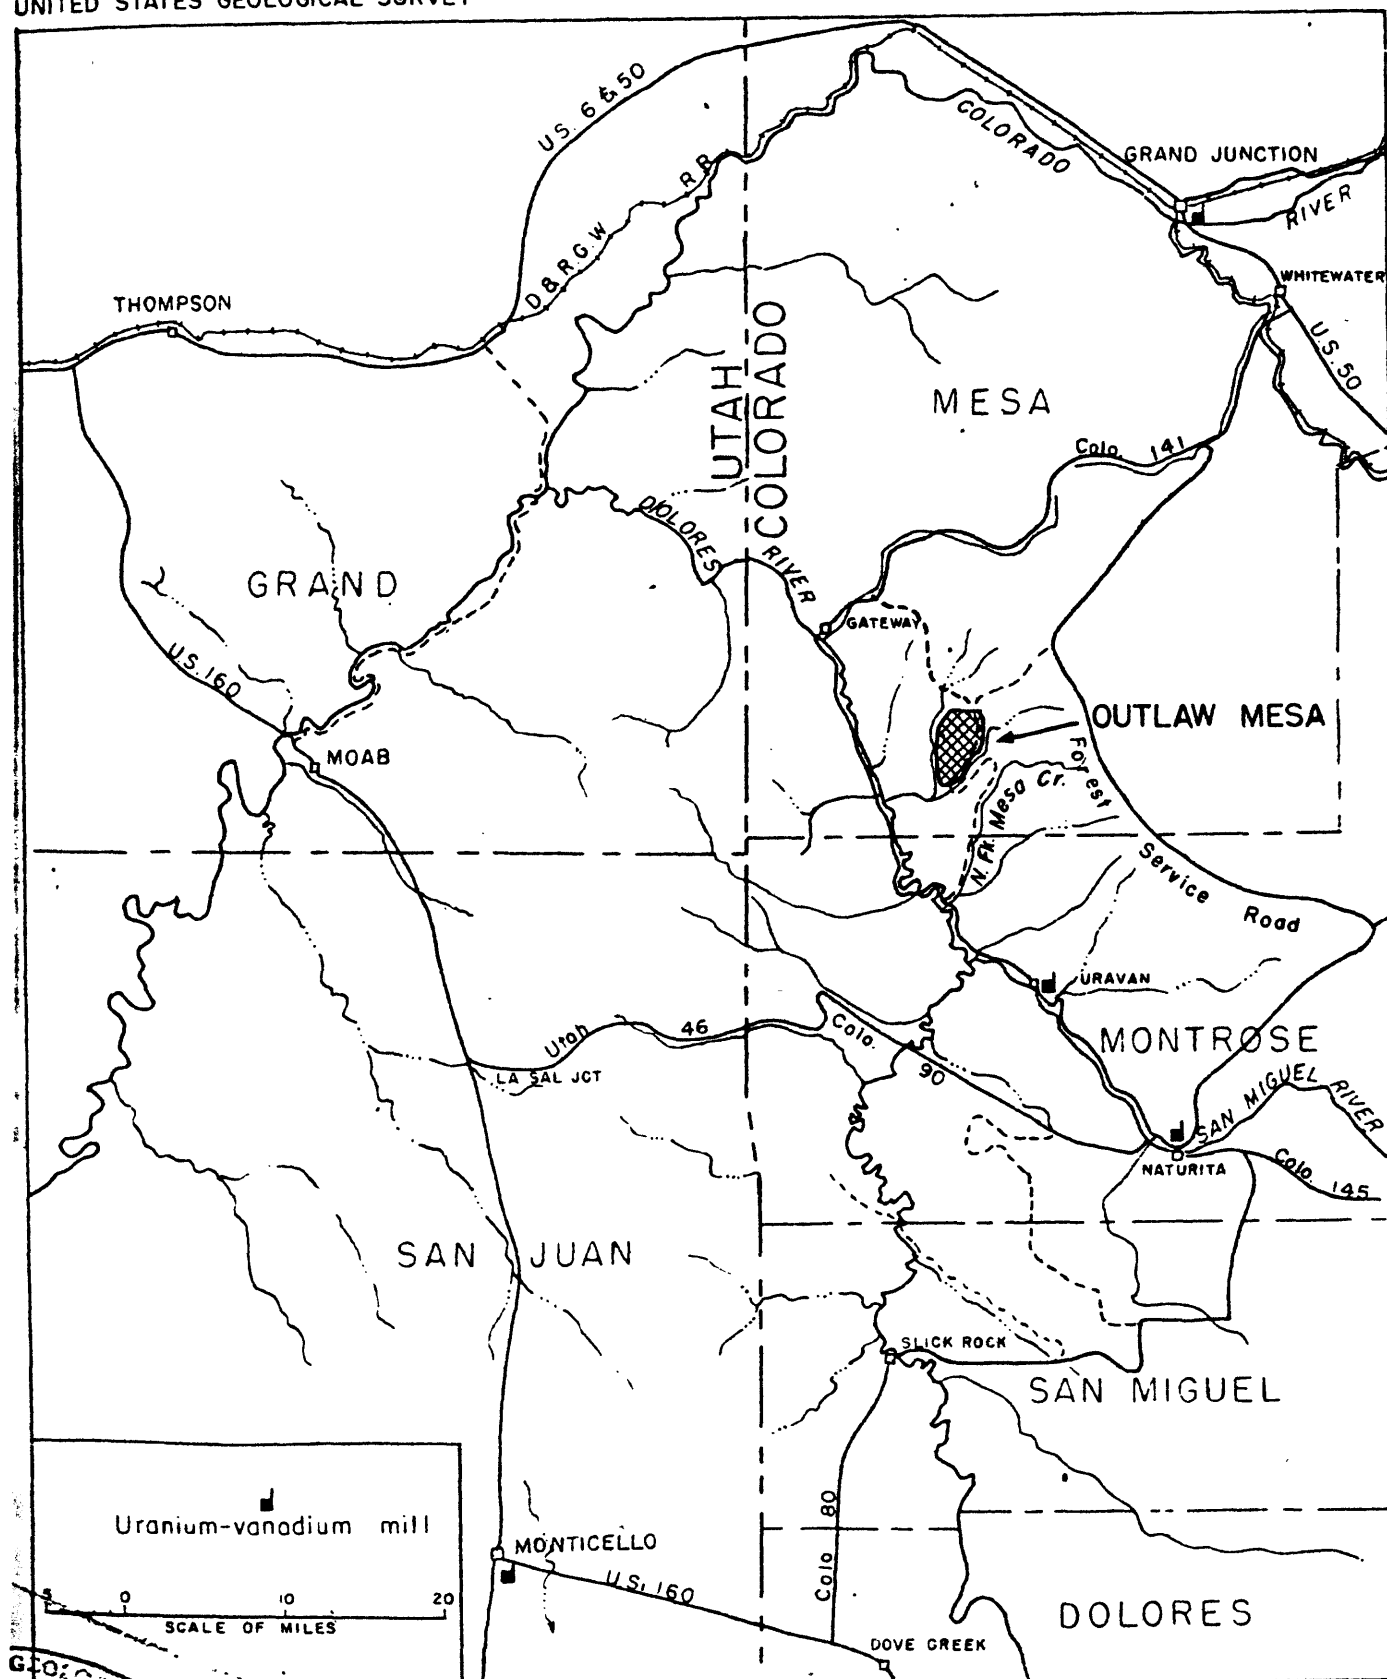 UNITED STATES GEOLOGICAL SURVEY
U.S. 6 & 50
COLORADO
GRAND JUNCTION
RIVER
D. & R.G.W. R.R.
WHITEWATER
THOMPSON
U.S. 50
UTAH
COLORADO
MESA
Colo. 141
DOLORES RIVER
GRAND
GATEWAY
U.S. 160
OUTLAW MESA
MOAB
Forest Service Road
N. Fk. Mesa Cr.
URAVAN
Utah 46
Colo. 90
MONTROSE
LA SAL JCT
SAN MIGUEL RIVER
NATURITA
Colo. 145
SAN JUAN
SLICK ROCK
SAN MIGUEL
Colo 80
Uranium-vanadium mill
MONTICELLO
U.S. 160
5 0 10 20
SCALE OF MILES
DOLORES
DOVE CREEK